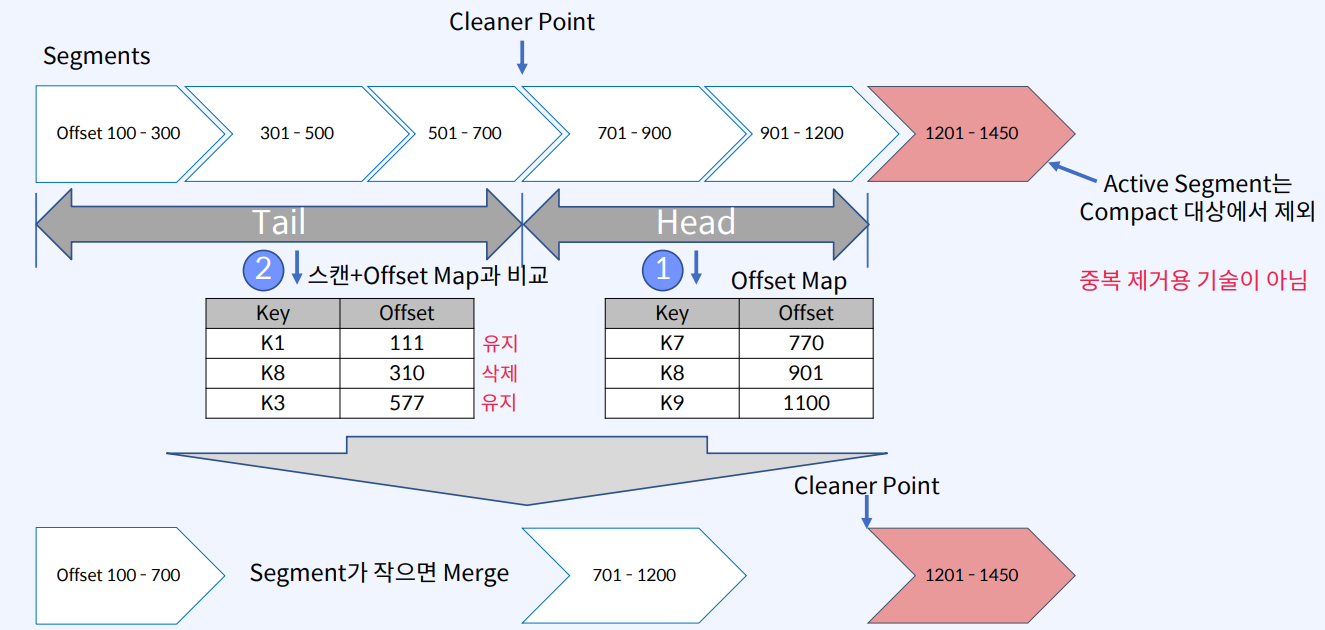 Cleaner Point
Segments
Offset 100 - 300
301 - 500
501 - 700
701 - 900
901 - 1200
1201 - 1450
Active Segment는
Compact 대상에서 제외
Tail
Head
2
스캔+Offset Map과 비교
1
Offset Map
중복 제거용 기술이 아님
Key Offset
K1 111 유지
K8 310 삭제
K3 577 유지
Key Offset
K7 770
K8 901
K9 1100
Cleaner Point
Offset 100 - 700
Segment가 작으면 Merge
701 - 1200
1201 - 1450